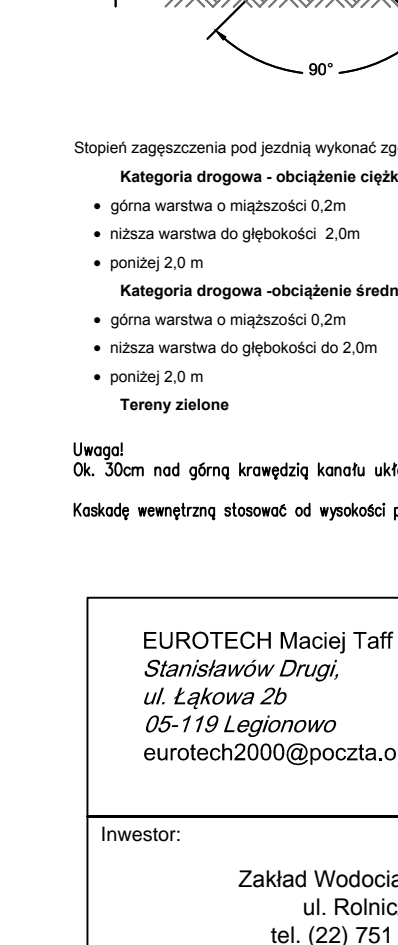 90°
Stopień zagęszczenia pod jezdnią wykonać zg
Kategoria drogowa - obciążenie ciężk
• górna warstwa o miąższości 0,2m
• niższa warstwa do głębokości 2,0m
• poniżej 2,0 m
Kategoria drogowa -obciążenie średn
• górna warstwa o miąższości 0,2m
• niższa warstwa do głębokości do 2,0m
• poniżej 2,0 m
Tereny zielone
Uwaga!
Ok. 30cm nad górną krawędzią kanału ukł
Kaskadę wewnętrzną stosować od wysokości p
EUROTECH Maciej Taff
Stanisławów Drugi,
ul. Łąkowa 2b
05-119 Legionowo
eurotech2000@poczta.o
Inwestor:
Zakład Wodocia
ul. Rolnic
tel. (22) 751